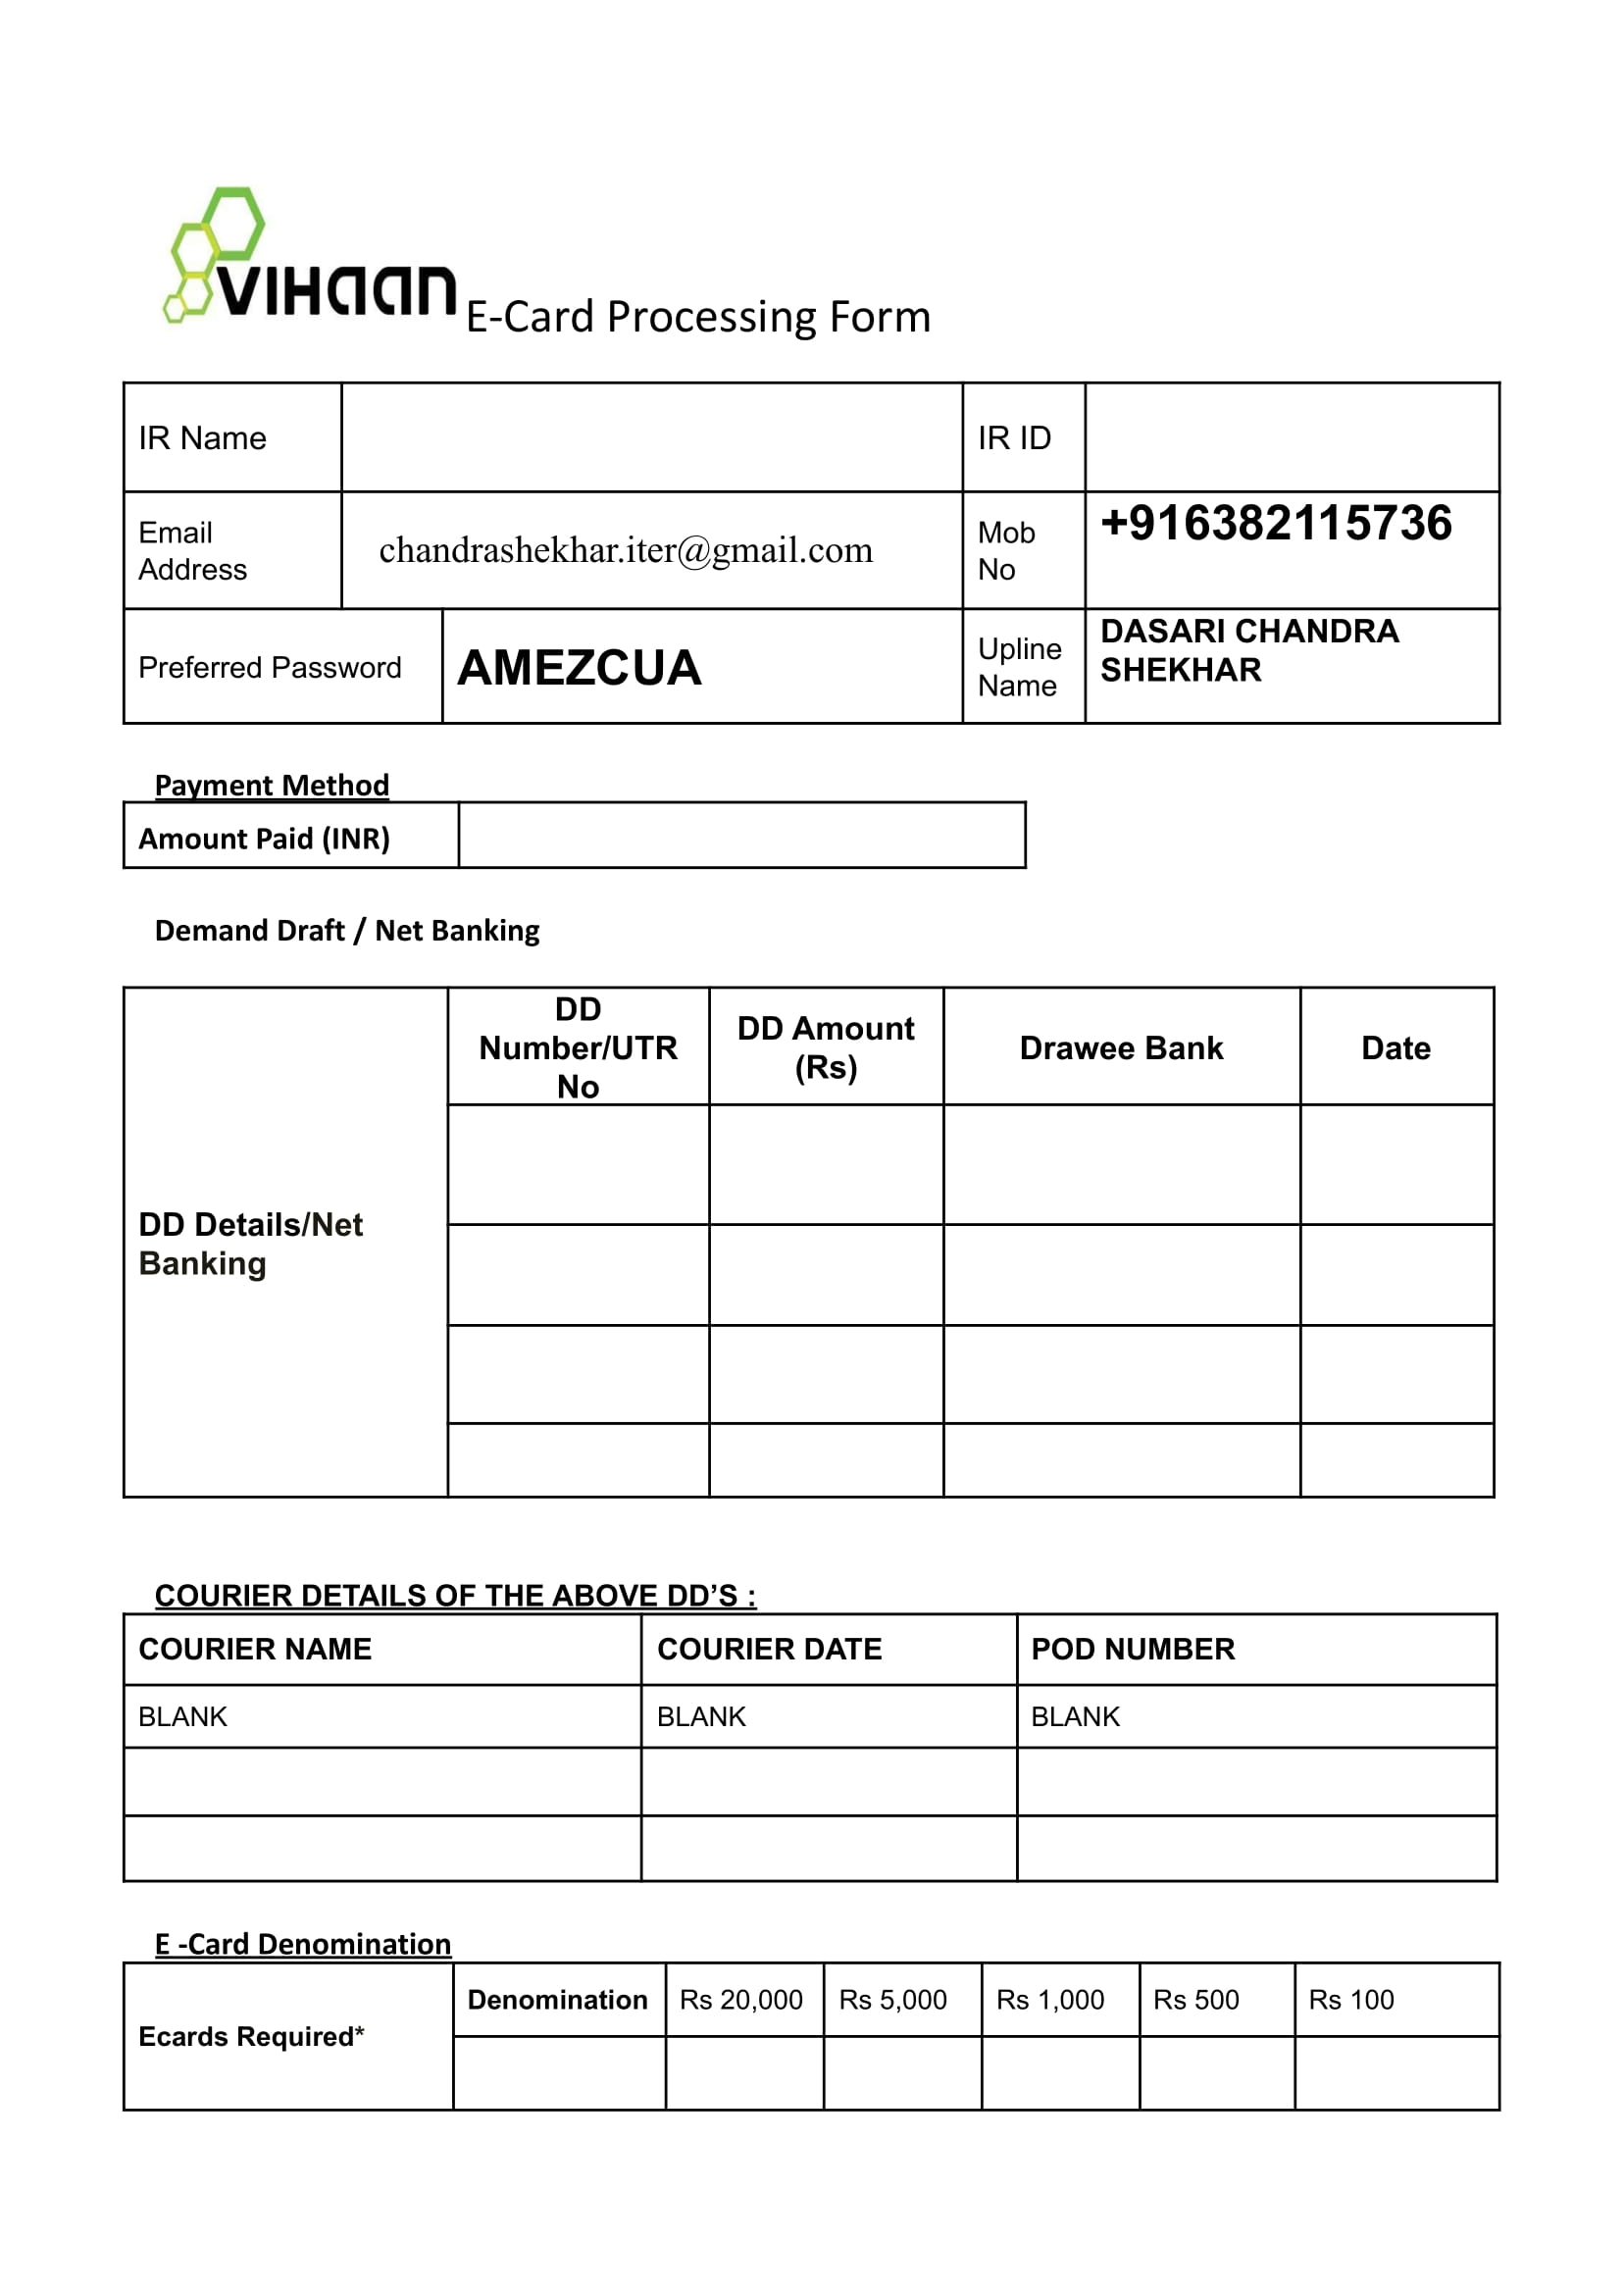 VIHAAN E-Card Processing Form
IR Name
IR ID
Email
Address
chandrashekhar.iter@gmail.com
Mob
No
+916382115736
Preferred Password
AMEZCUA
Upline
Name
DASARI CHANDRA
SHEKHAR
Payment Method
Amount Paid (INR)
Demand Draft / Net Banking
DD Details/Net
Banking
DD
Number/UTR
No
DD Amount
(Rs)
Drawee Bank
Date
COURIER DETAILS OF THE ABOVE DD’S :
COURIER NAME
COURIER DATE
POD NUMBER
BLANK
BLANK
BLANK
E -Card Denomination
Ecards Required*
Denomination
Rs 20,000
Rs 5,000
Rs 1,000
Rs 500
Rs 100